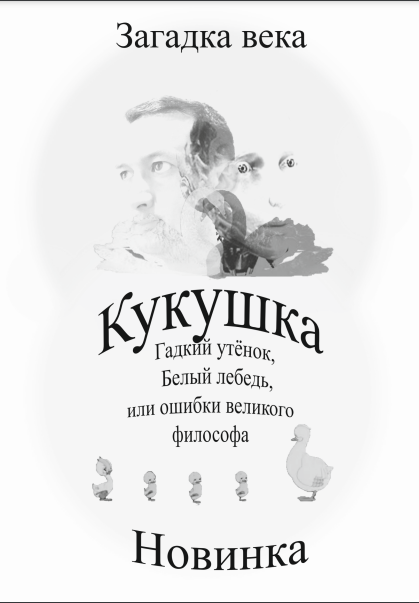 Загадка века
Кукушка
Гадкий утёнок,
Белый лебедь,
или ошибки великого
философа
Новинка